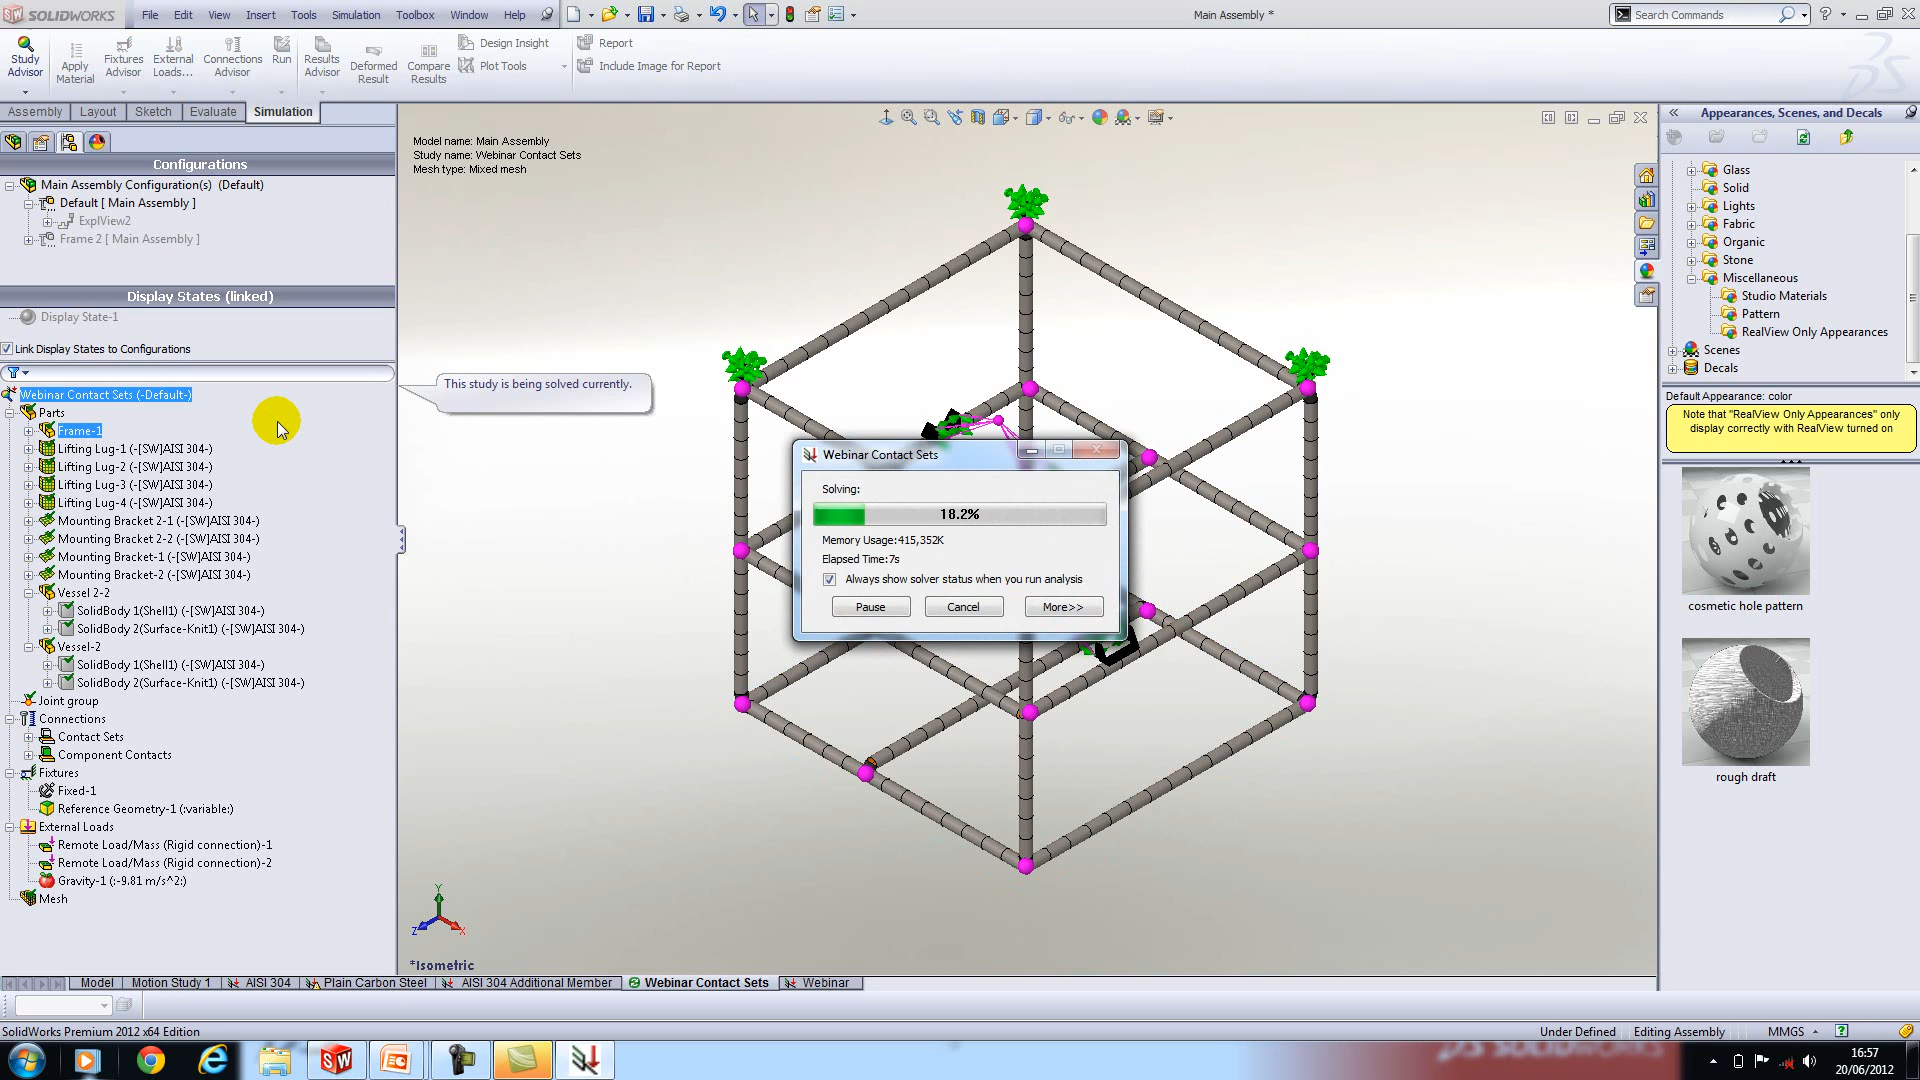 SOLIDWORKS File Edit View Insert Tools Simulation Toolbox Window Help Main Assembly * Search Commands
Study Advisor
Apply Material
Fixtures Advisor
External Loads...
Connections Advisor
Run
Results Advisor
Deformed Result
Compare Results
Design Insight
Plot Tools
Report
Include Image for Report
Assembly Layout Sketch Evaluate Simulation
Configurations
Main Assembly Configuration(s) (Default)
Default [ Main Assembly ]
ExplView2
Frame 2 [ Main Assembly ]
Display States (linked)
Display State-1
Link Display States to Configurations
Webinar Contact Sets (-Default-)
Parts
Frame-1
Lifting Lug-1 (-[SW]AISI 304-)
Lifting Lug-2 (-[SW]AISI 304-)
Lifting Lug-3 (-[SW]AISI 304-)
Lifting Lug-4 (-[SW]AISI 304-)
Mounting Bracket 2-1 (-[SW]AISI 304-)
Mounting Bracket 2-2 (-[SW]AISI 304-)
Mounting Bracket-1 (-[SW]AISI 304-)
Mounting Bracket-2 (-[SW]AISI 304-)
Vessel 2-2
SolidBody 1(Shell1) (-[SW]AISI 304-)
SolidBody 2(Surface-Knit1) (-[SW]AISI 304-)
Vessel-2
SolidBody 1(Shell1) (-[SW]AISI 304-)
SolidBody 2(Surface-Knit1) (-[SW]AISI 304-)
Joint group
Connections
Contact Sets
Component Contacts
Fixtures
Fixed-1
Reference Geometry-1 (:variable:)
External Loads
Remote Load/Mass (Rigid connection)-1
Remote Load/Mass (Rigid connection)-2
Gravity-1 (:-9.81 m/s^2:)
Mesh
Model name: Main Assembly
Study name: Webinar Contact Sets
Mesh type: Mixed mesh
This study is being solved currently.
Webinar Contact Sets
Solving:
18.2%
Memory Usage:415,352K
Elapsed Time:7s
Always show solver status when you run analysis
Pause Cancel More>>
Y
Z X
*Isometric
Appearances, Scenes, and Decals
Glass
Solid
Lights
Fabric
Organic
Stone
Miscellaneous
Studio Materials
Pattern
RealView Only Appearances
Scenes
Decals
Default Appearance: color
Note that "RealView Only Appearances" only
display correctly with RealView turned on
cosmetic hole pattern
rough draft
Model Motion Study 1 AISI 304 Plain Carbon Steel AISI 304 Additional Member Webinar Contact Sets Webinar
SolidWorks Premium 2012 x64 Edition Under Defined Editing Assembly MMGS
16:57
20/06/2012